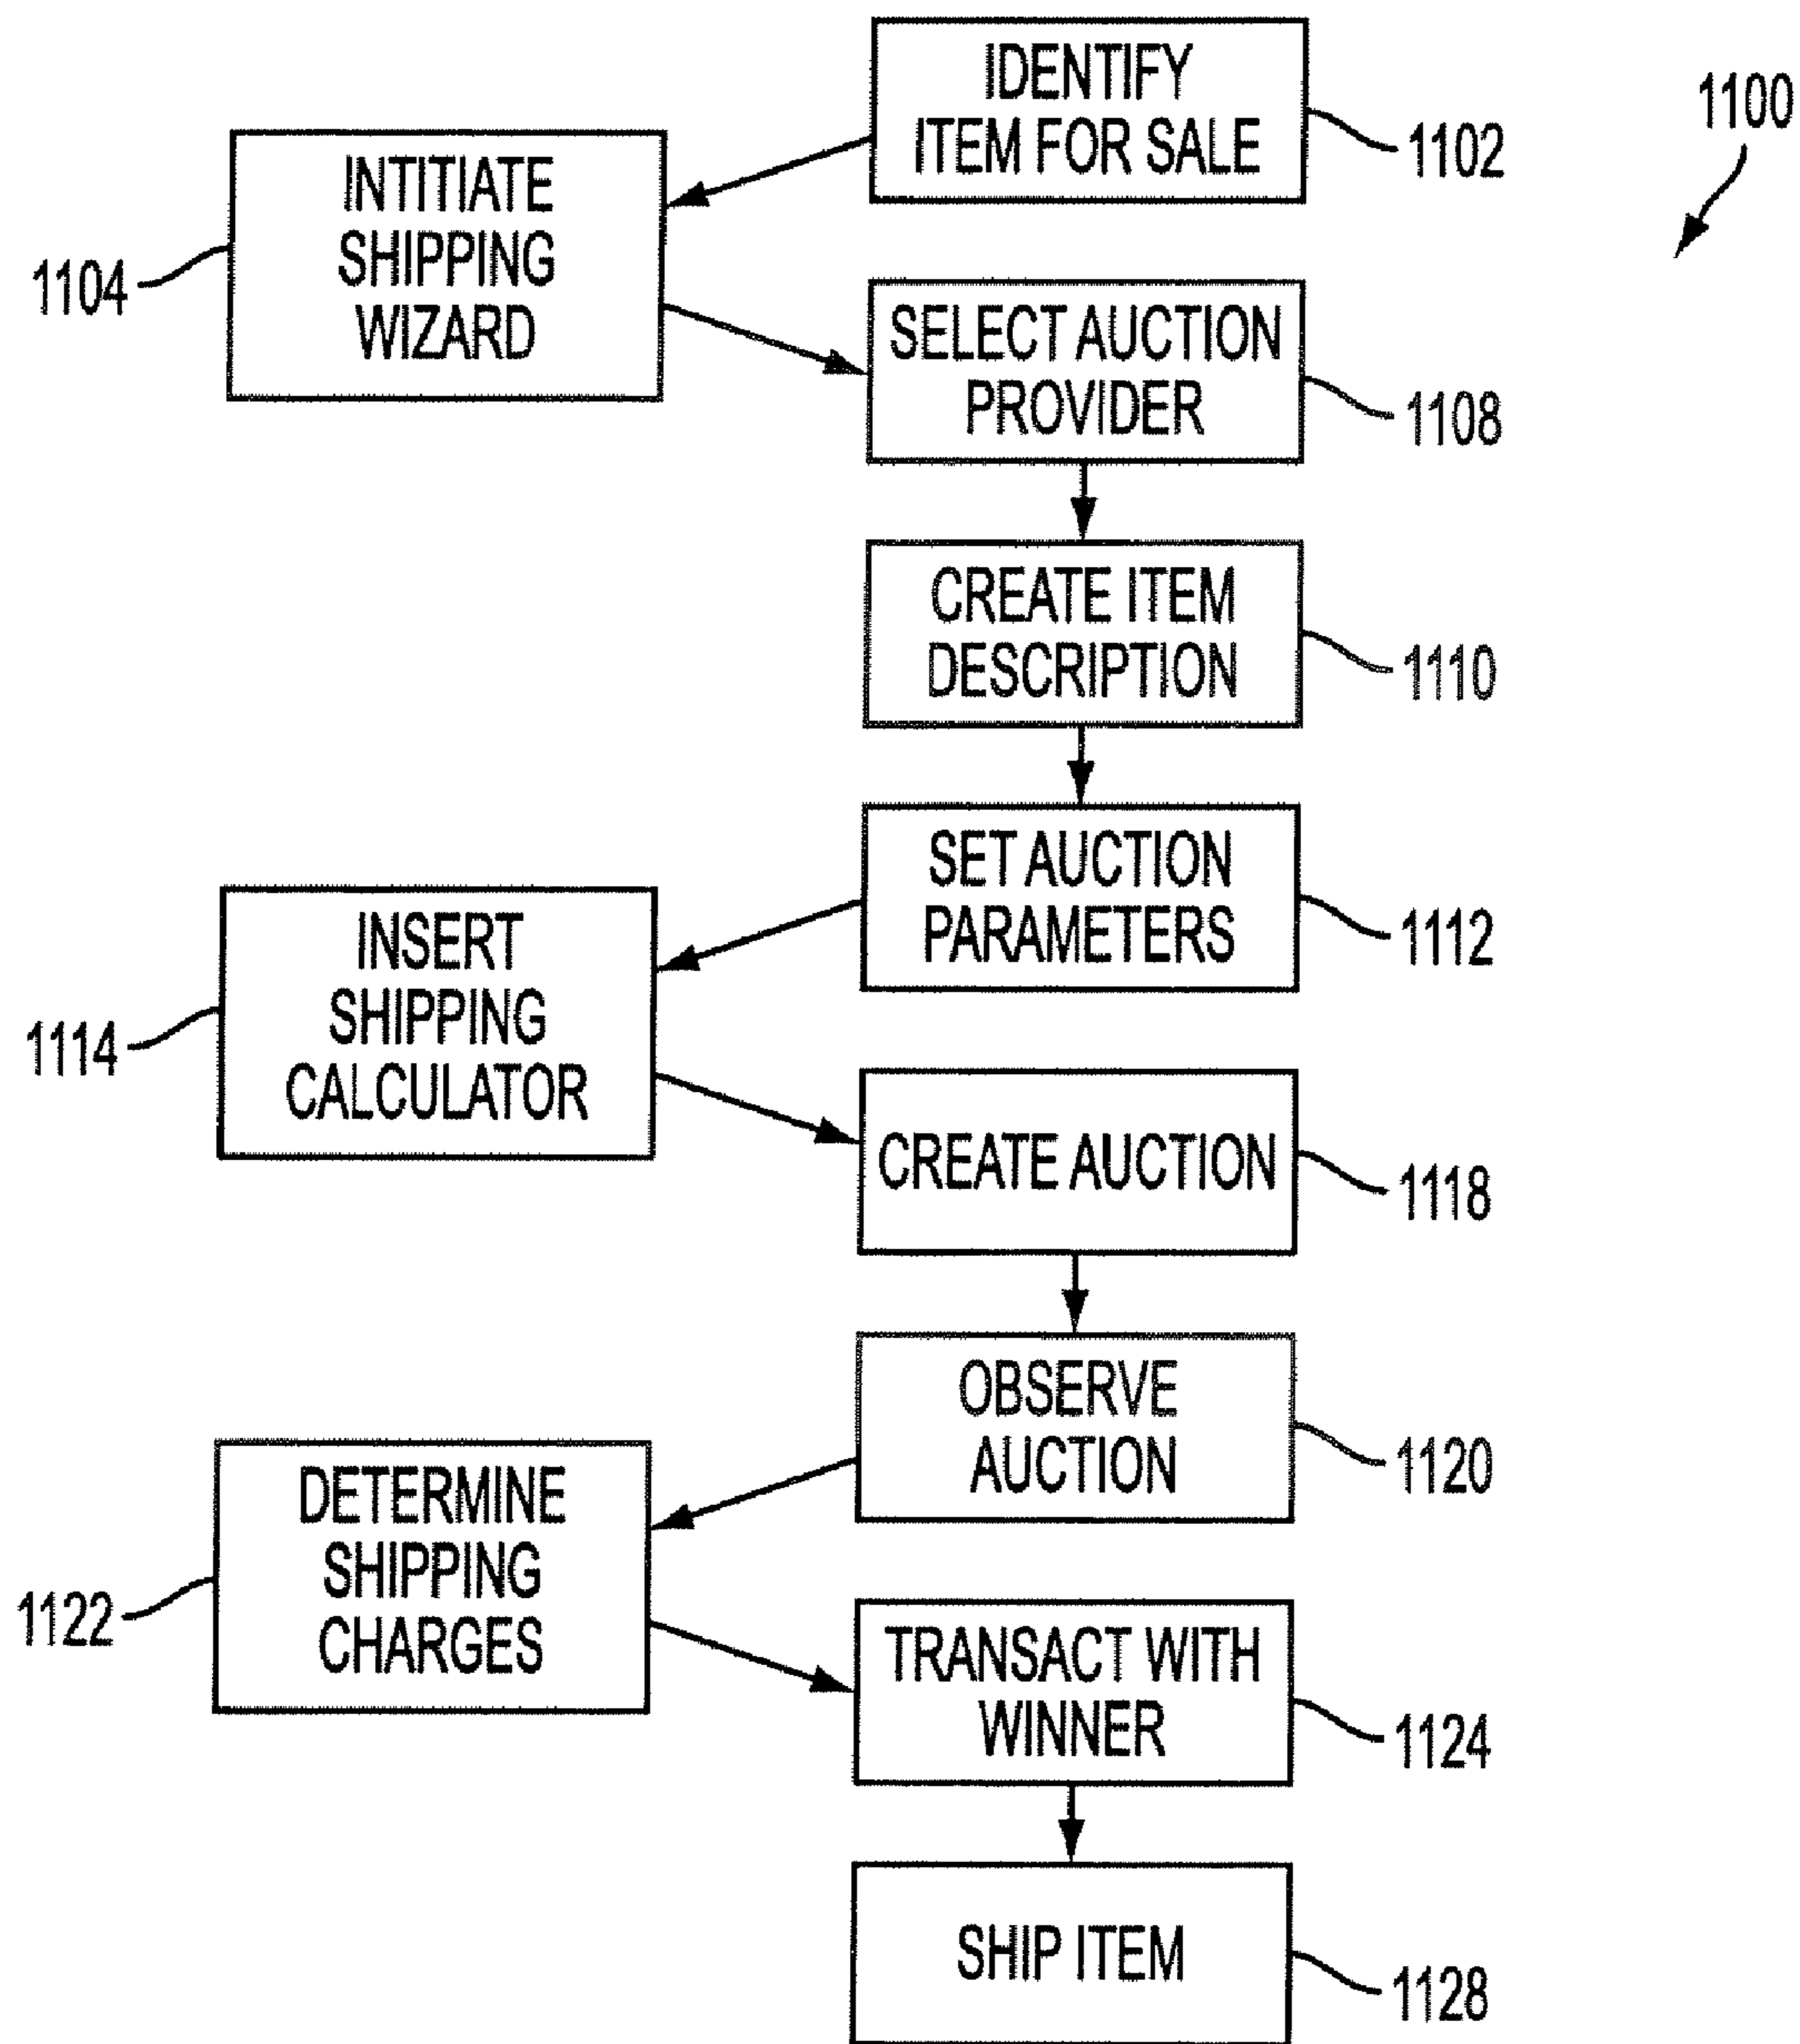 IDENTIFY
ITEM FOR SALE
1102
1100
INTITIATE
SHIPPING
WIZARD
1104
SELECT AUCTION
PROVIDER
1108
CREATE ITEM
DESCRIPTION
1110
SET AUCTION
PARAMETERS
1112
INSERT
SHIPPING
CALCULATOR
1114
CREATE AUCTION
1118
OBSERVE
AUCTION
1120
DETERMINE
SHIPPING
CHARGES
1122
TRANSACT WITH
WINNER
1124
SHIP ITEM
1128